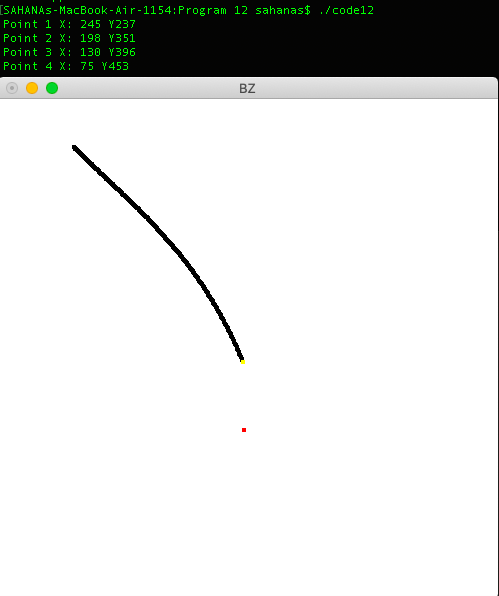 [SAHANAs-MacBook-Air-1154:Program 12 sahanas$ ./code12
Point 1 X: 245 Y237
Point 2 X: 198 Y351
Point 3 X: 130 Y396
Point 4 X: 75 Y453
BZ